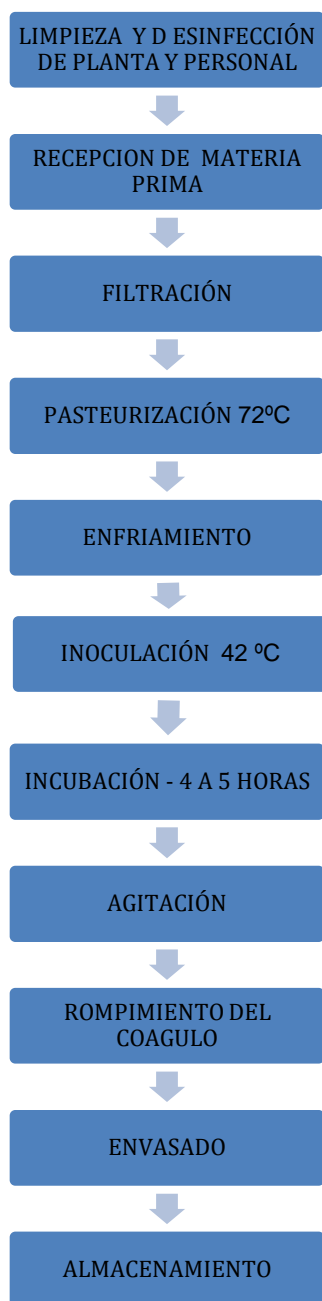 LIMPIEZA Y D ESINFECCIÓN
DE PLANTA Y PERSONAL
RECEPCION DE MATERIA
PRIMA
FILTRACIÓN
PASTEURIZACIÓN 72ºC
ENFRIAMIENTO
INOCULACIÓN 42 ºC
INCUBACIÓN - 4 A 5 HORAS
AGITACIÓN
ROMPIMIENTO DEL
COAGULO
ENVASADO
ALMACENAMIENTO